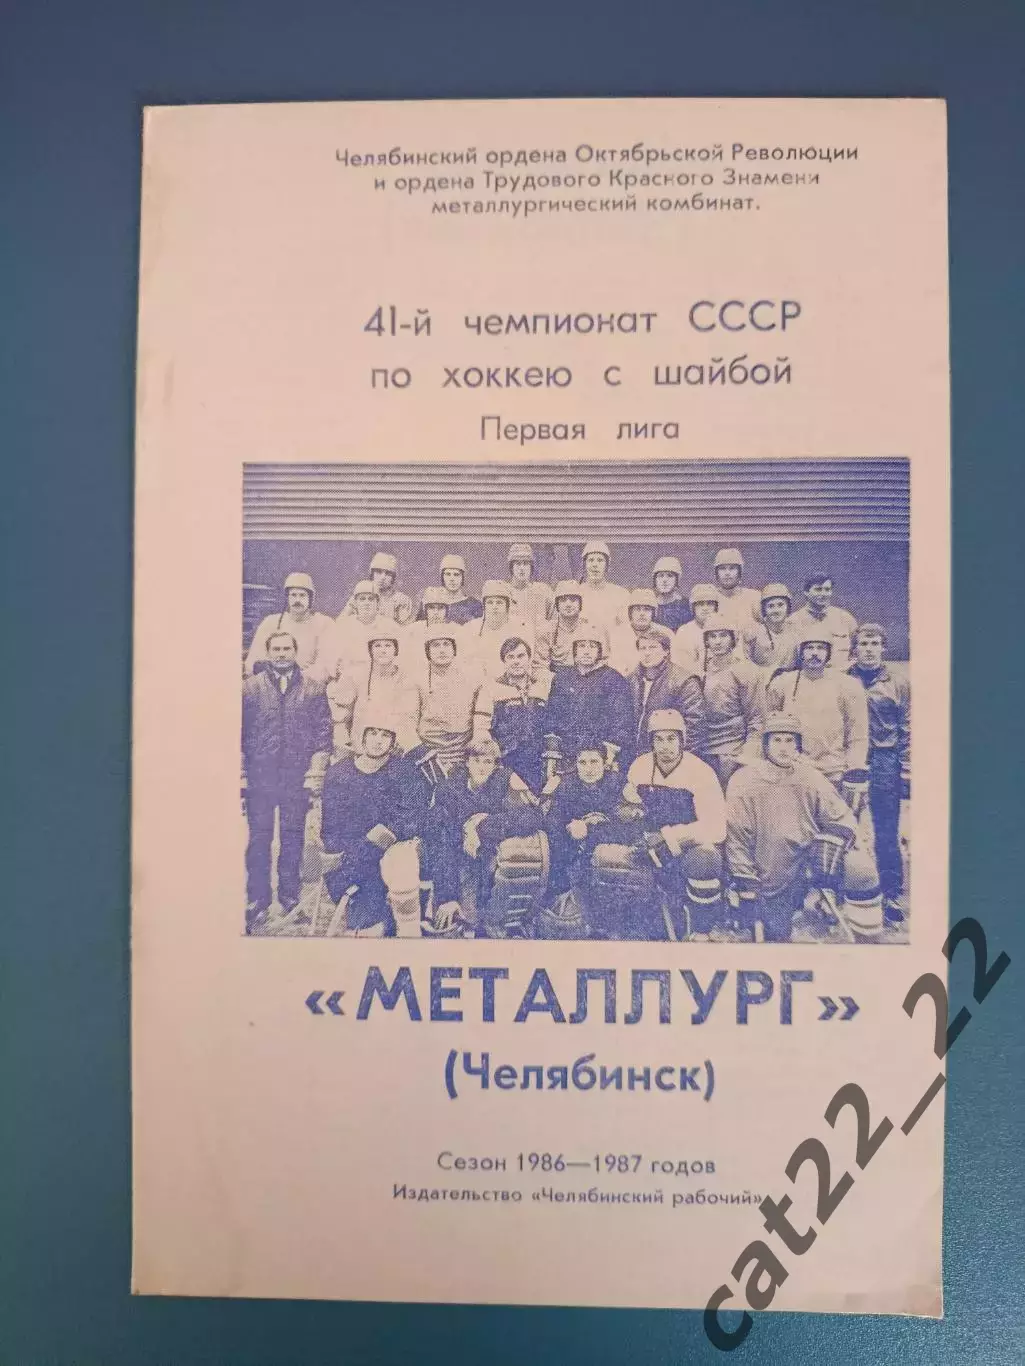 Челябинский ордена Октябрьской Революции
и ордена Трудового Красного Знамени
металлургический комбинат.
41-й чемпионат СССР
по хоккею с шайбой
Первая лига
«МЕТАЛЛУРГ»
(Челябинск)
Сезон 1986—1987 годов
Издательство «Челябинский рабочий»
cat22_22